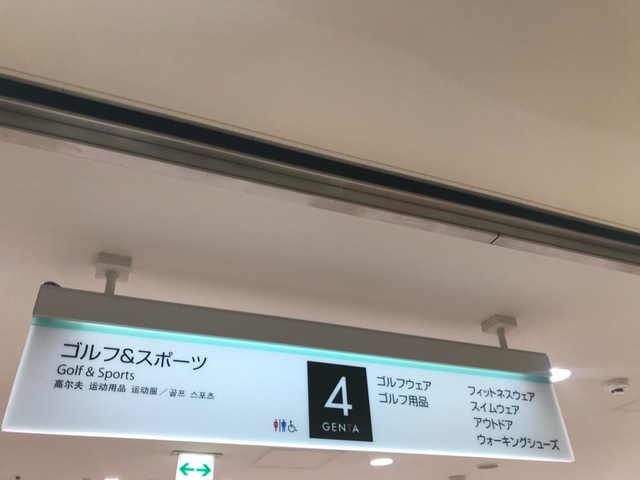 ゴルフ&スポーツ
Golf & Sports
高尔夫 运动用品 运动服／골프 스포츠
4
GENTA
ゴルフウェア
ゴルフ用品
フィットネスウェア
スイムウェア
アウトドア
ウォーキングシューズ